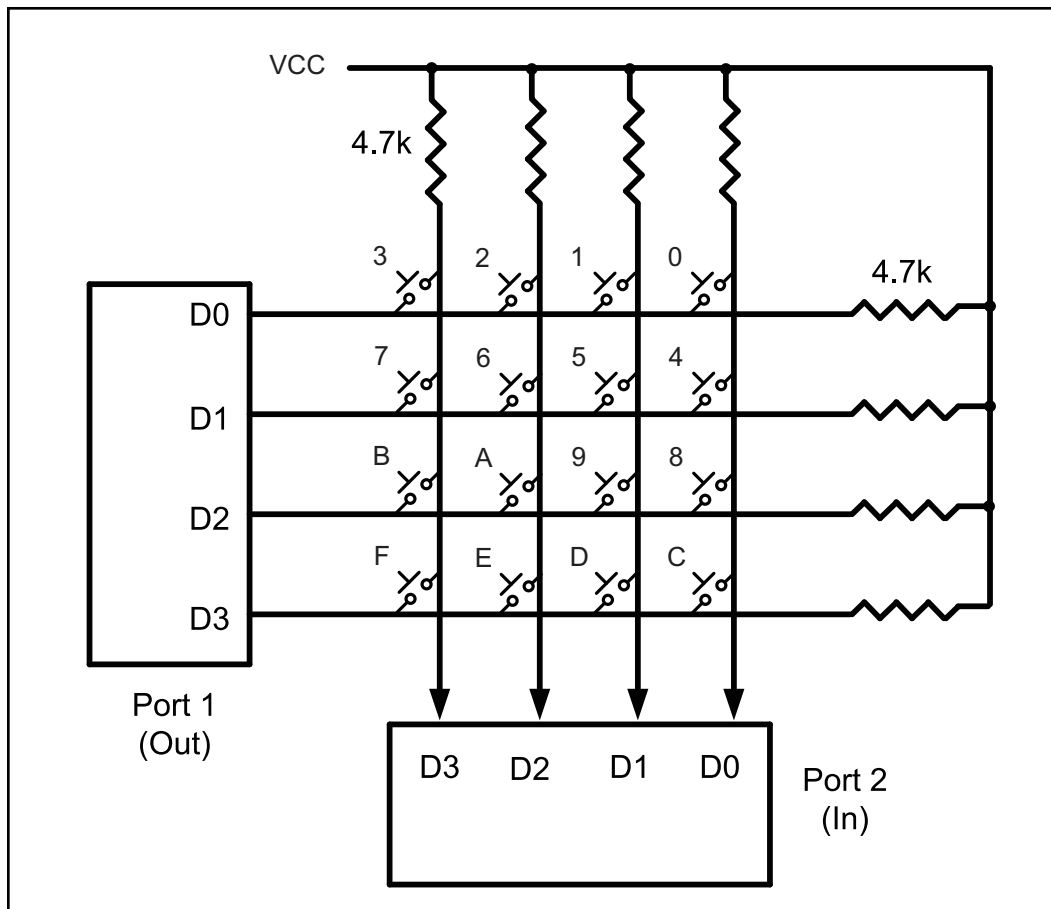 VCC
4.7k
3 2 1 0
4.7k
D0
7 6 5 4
D1
B A 9 8
D2
F E D C
D3
Port 1
(Out)
D3 D2 D1 D0
Port 2
(In)